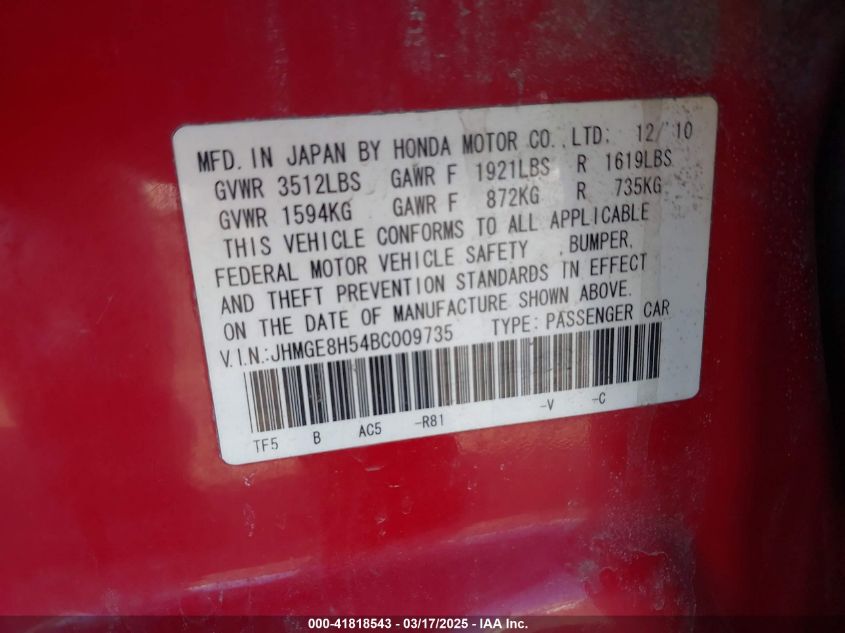 MFD. IN JAPAN BY HONDA MOTOR CO.,LTD: 12/10
GVWR 3512LBS GAWR F 1921LBS R 1619LBS
GVWR 1594KG GAWR F 872KG R 735KG
THIS VEHICLE CONFORMS TO ALL APPLICABLE
FEDERAL MOTOR VEHICLE SAFETY ,BUMPER,
AND THEFT PREVENTION STANDARDS IN EFFECT
ON THE DATE OF MANUFACTURE SHOWN ABOVE.
V.I.N.:JHMGE8H54BC009735 TYPE: PASSENGER CAR
TF5 B AC5 -R81 -V -C
000-41818543 — 03/17/2025 — IAA Inc.